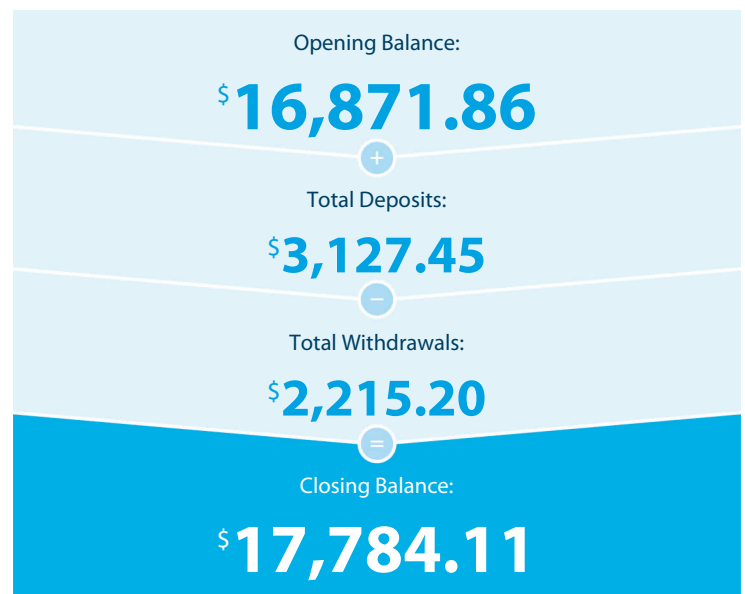 Opening Balance:
$16,871.86
+
Total Deposits:
$3,127.45
−
Total Withdrawals:
$2,215.20
=
Closing Balance:
$17,784.11